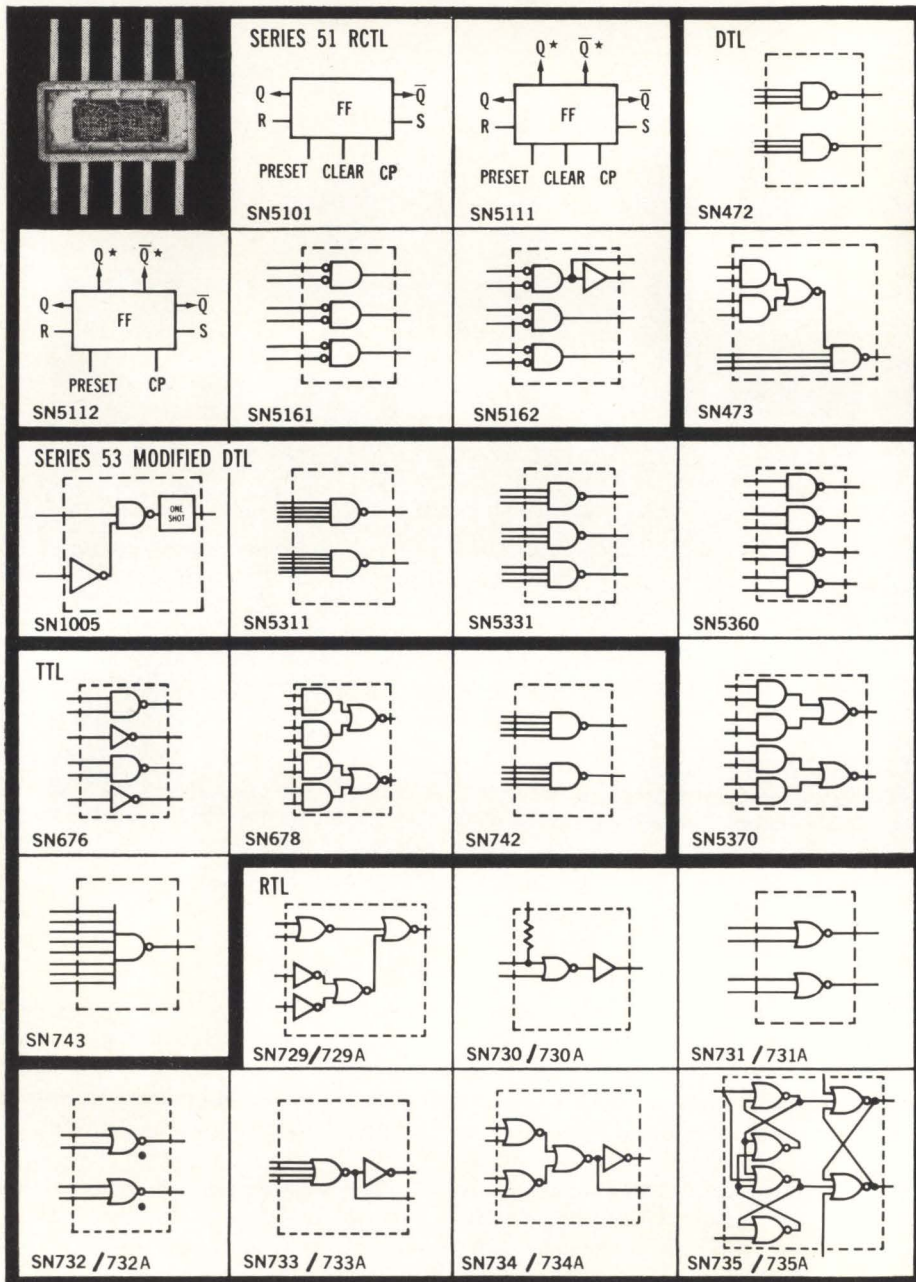 SERIES 51 RCTL
Q
R
FF
Q̅
S
PRESET CLEAR CP
SN5101
Q★ Q̅★
Q
R
FF
Q̅
S
PRESET CLEAR CP
SN5111
DTL
SN472
Q★ Q̅★
Q
R
FF
Q̅
S
PRESET CP
SN5112
SN5161
SN5162
SN473
SERIES 53 MODIFIED DTL
ONE
SHOT
SN1005
SN5311
SN5331
SN5360
TTL
SN676
SN678
SN742
SN5370
SN743
RTL
SN729/729A
SN730/730A
SN731/731A
SN732/732A
SN733/733A
SN734/734A
SN735/735A